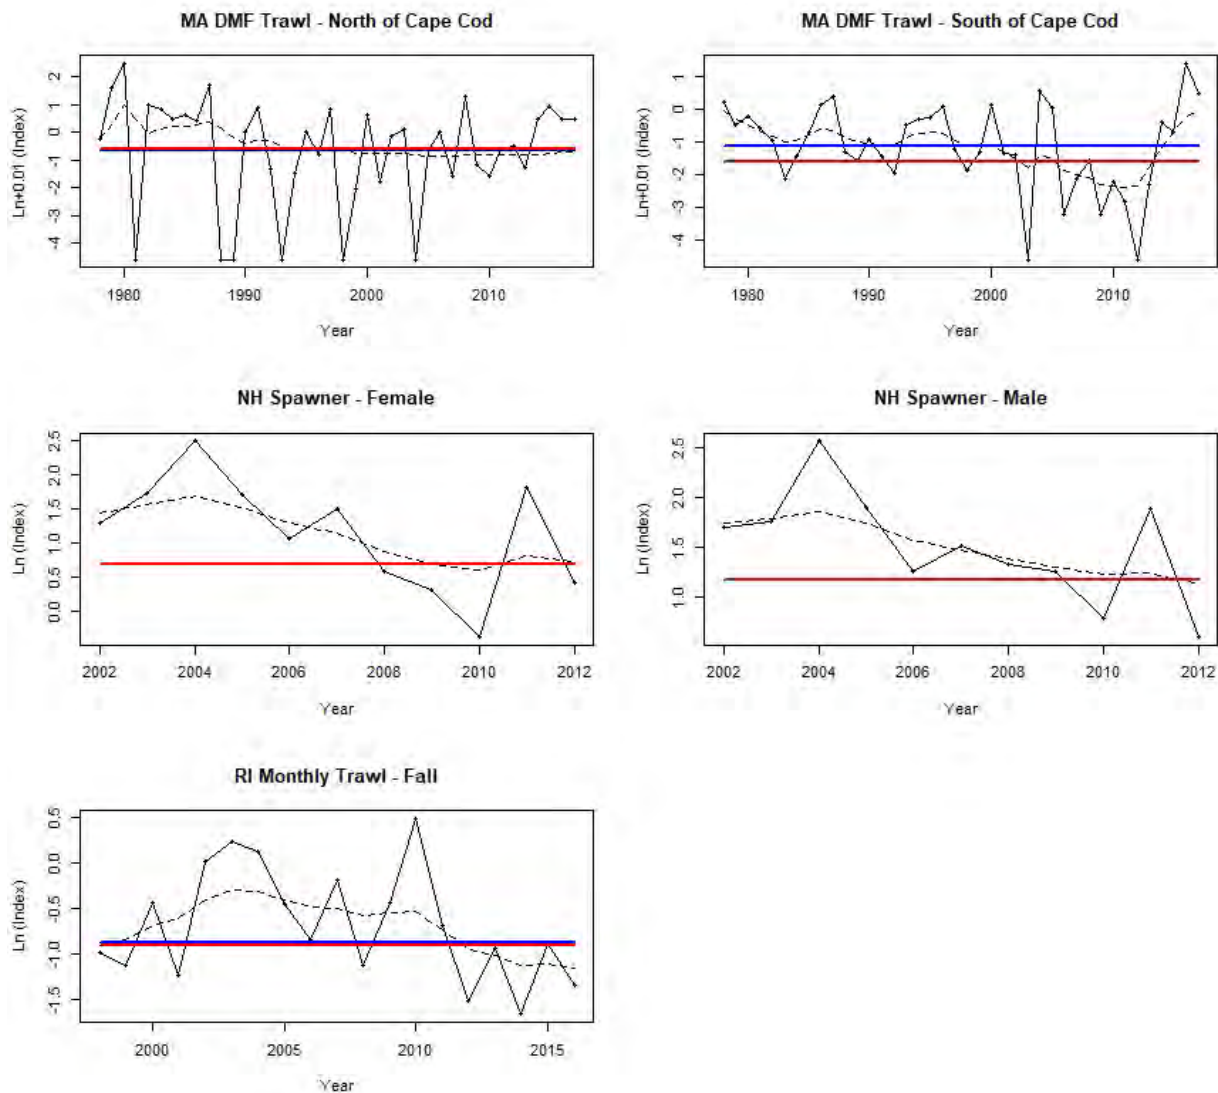 MA DMF Trawl - North of Cape Cod
Ln+0.01 (Index)
2
1
0
-1
-2
-3
-4
1980 1990 2000 2010
Year
MA DMF Trawl - South of Cape Cod
Ln+0.01 (Index)
1
0
-1
-2
-3
-4
1980 1990 2000 2010
Year
NH Spawner - Female
Ln (Index)
2.5
2.0
1.5
1.0
0.5
0.0
2002 2004 2006 2008 2010 2012
Year
NH Spawner - Male
Ln (Index)
2.5
2.0
1.5
1.0
2002 2004 2006 2008 2010 2012
Year
RI Monthly Trawl - Fall
Ln (Index)
0.5
0.0
-0.5
-1.0
-1.5
2000 2005 2010 2015
Year